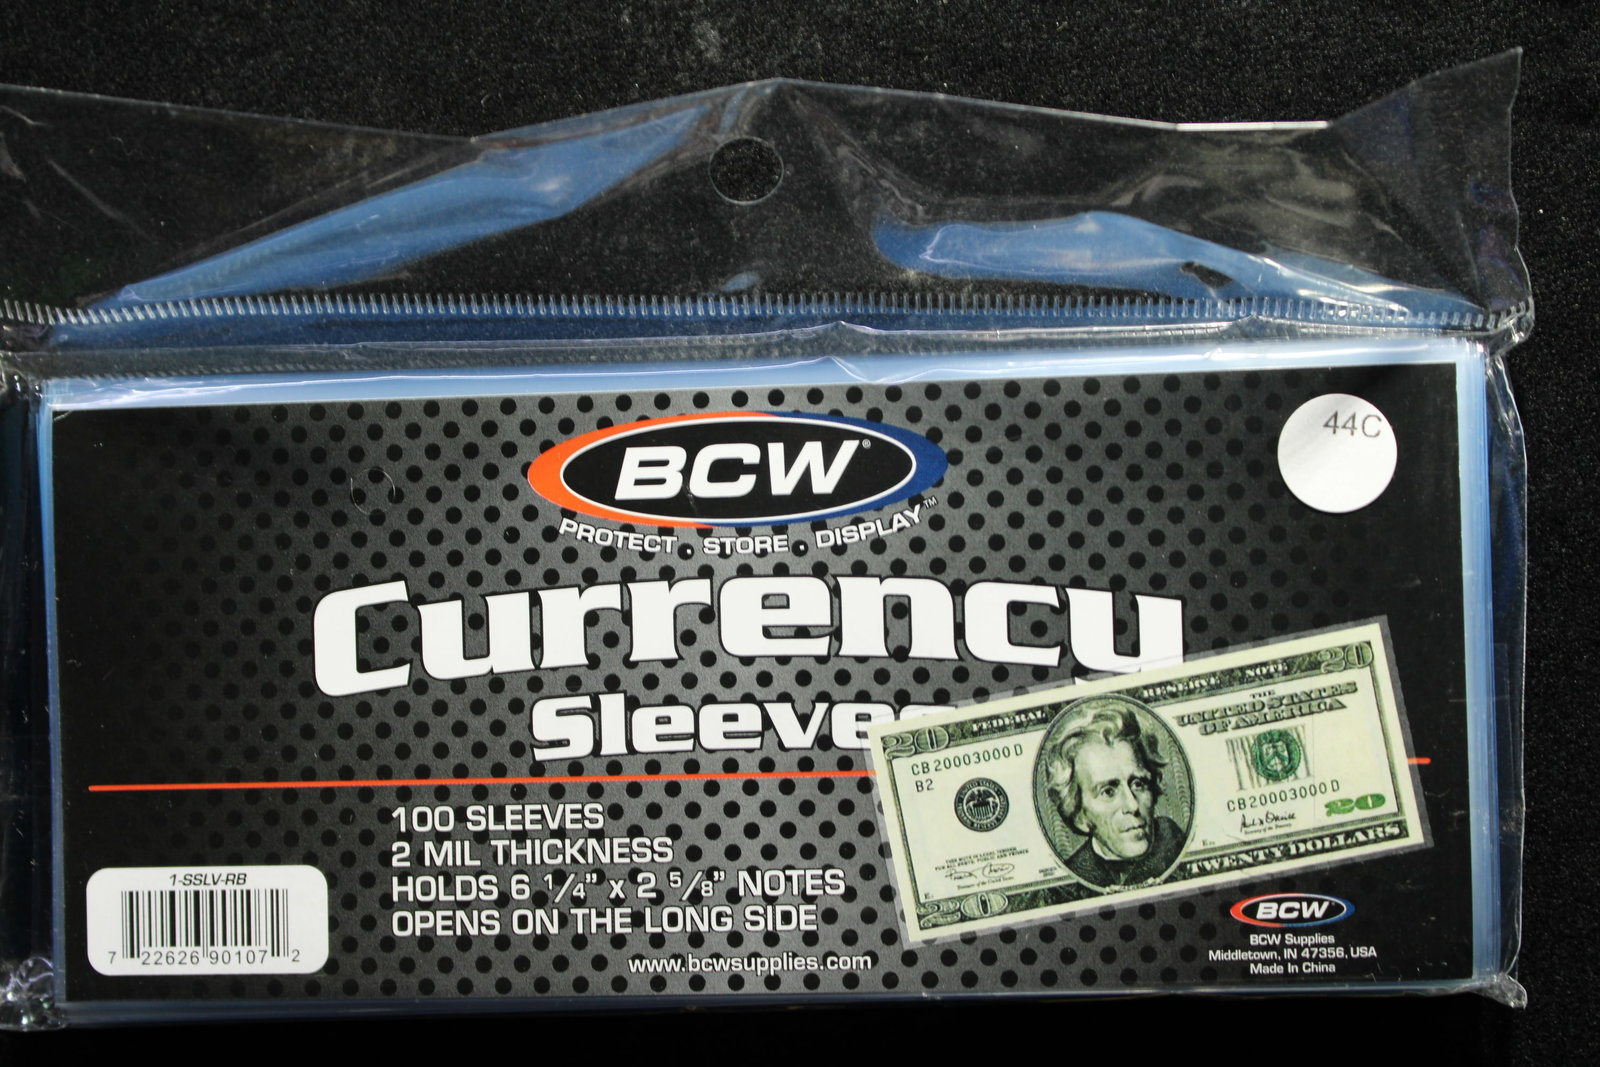 44C
BCW®
PROTECT . STORE . DISPLAY™
Currency
Sleeves
FEDERAL RESERVE NOTE
20
20
THE
UNITED STATES
OF AMERICA
CB 20003000 D
B2
CB 20003000 D
20
TWENTY DOLLARS
20
100 SLEEVES
2 MIL THICKNESS
HOLDS 6 1/4" x 2 5/8" NOTES
OPENS ON THE LONG SIDE
www.bcwsupplies.com
1-SSLV-RB
7 22626 90107 2
BCW
BCW Supplies
Middletown, IN 47356, USA
Made In China